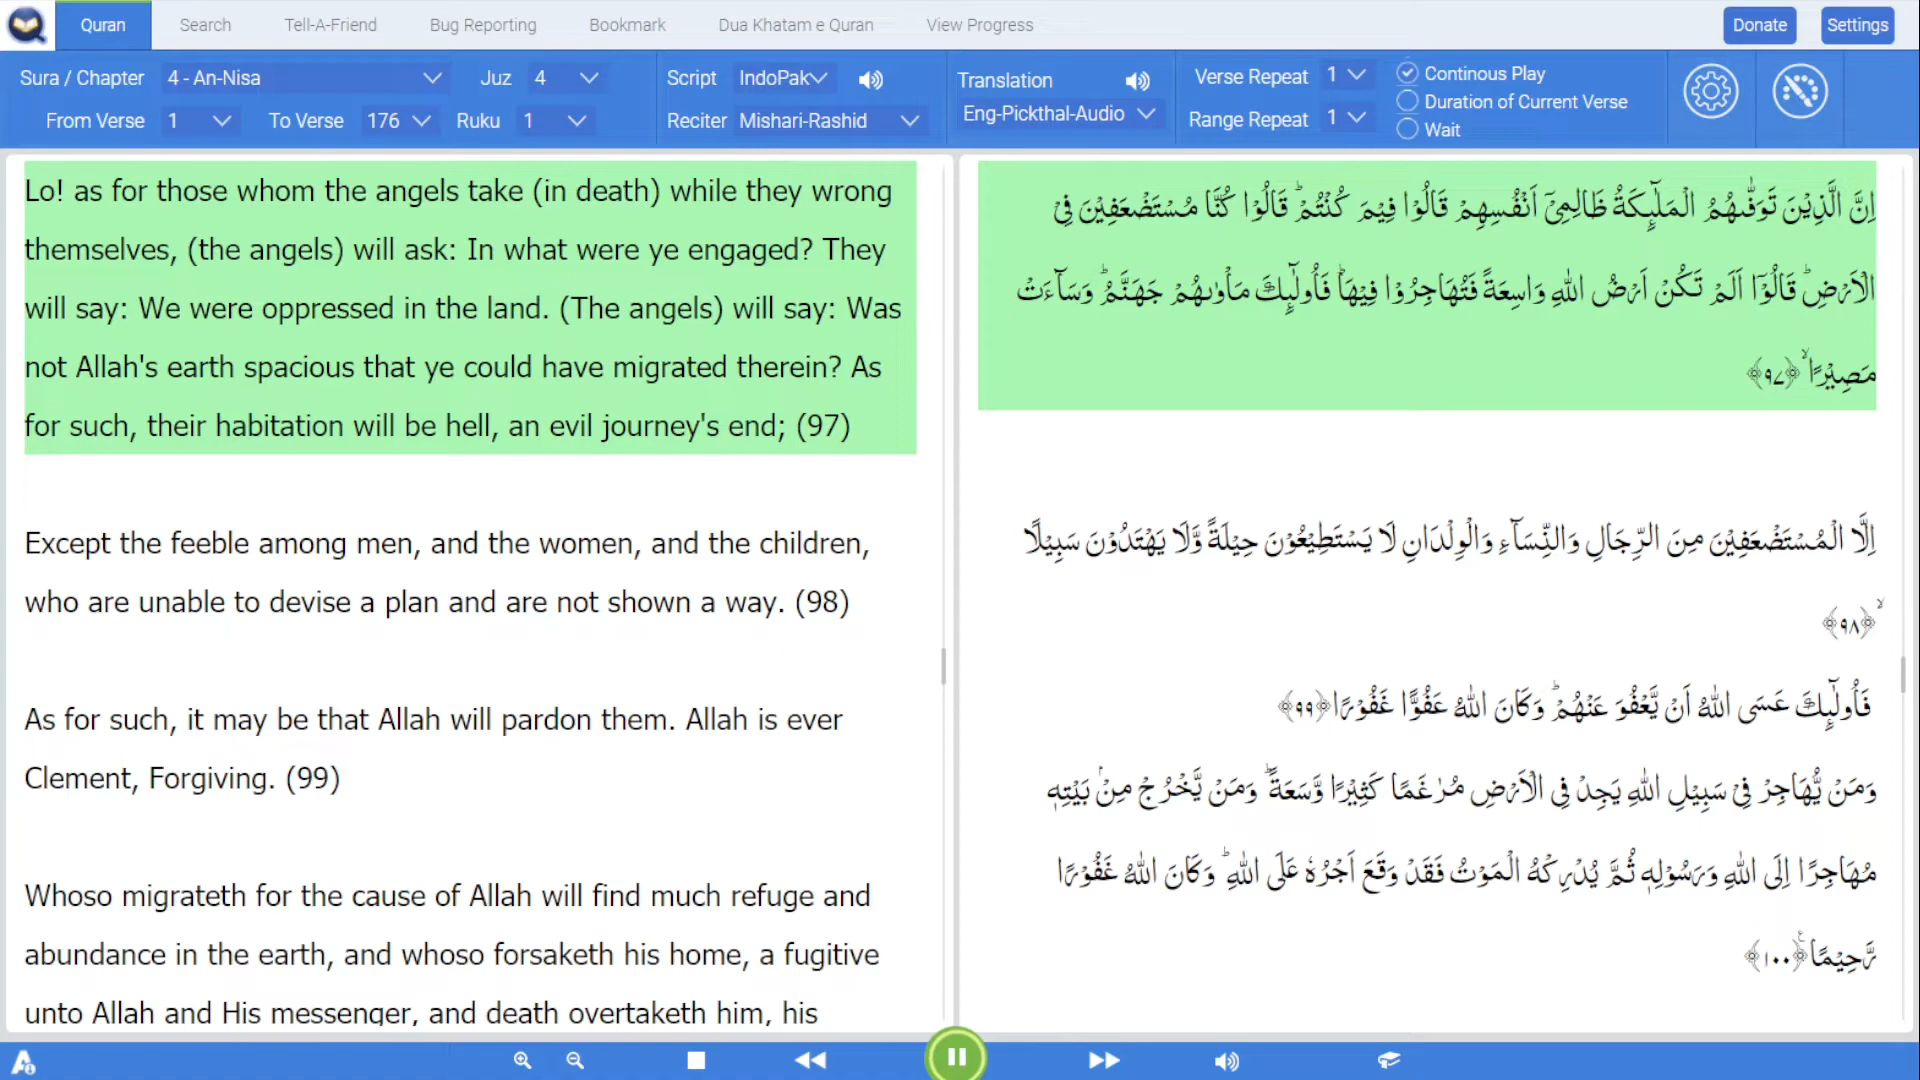 Quran
Search
Tell-A-Friend
Bug Reporting
Bookmark
Dua Khatam e Quran
View Progress
Donate
Settings
Sura / Chapter
4 - An-Nisa
Juz
4
From Verse
1
To Verse
176
Ruku
1
Script
IndoPak
Reciter
Mishari-Rashid
Translation
Eng-Pickthal-Audio
Verse Repeat
1
Range Repeat
1
Continous Play
Duration of Current Verse
Wait
Lo! as for those whom the angels take (in death) while they wrong
themselves, (the angels) will ask: In what were ye engaged? They
will say: We were oppressed in the land. (The angels) will say: Was
not Allah's earth spacious that ye could have migrated therein? As
for such, their habitation will be hell, an evil journey's end; (97)
Except the feeble among men, and the women, and the children,
who are unable to devise a plan and are not shown a way. (98)
As for such, it may be that Allah will pardon them. Allah is ever
Clement, Forgiving. (99)
Whoso migrateth for the cause of Allah will find much refuge and
abundance in the earth, and whoso forsaketh his home, a fugitive
unto Allah and His messenger, and death overtaketh him, his
اِنَّ الَّذِيْنَ تَوَفّٰٮهُمُ الْمَلٰٓٮِٕكَةُ ظَالِمِىْۤ اَنْفُسِهِمْ قَالُوْا فِيْمَ كُنْتُمْؕ قَالُوْا كُنَّا مُسْتَضْعَفِيْنَ فِى
الْاَرْضِؕ قَالُوْۤا اَلَمْ تَكُنْ اَرْضُ اللّٰهِ وَاسِعَةً فَتُهَاجِرُوْا فِيْهَاؕ فَاُولٰٓٮِٕكَ مَاْوٰٮهُمْ جَهَنَّمُؕ وَسَآءَتْ
مَصِيْرًاۙ﴿۹۷﴾
اِلَّا الْمُسْتَضْعَفِيْنَ مِنَ الرِّجَالِ وَالنِّسَآءِ وَالْوِلْدَانِ لَا يَسْتَطِيْعُوْنَ حِيْلَةً وَّلَا يَهْتَدُوْنَ سَبِيْلًا
ۙ﴿۹۸﴾
فَاُولٰٓٮِٕكَ عَسَى اللّٰهُ اَنْ يَّعْفُوَ عَنْهُمْؕ وَكَانَ اللّٰهُ عَفُوًّا غَفُوْرًا﴿۹۹﴾
وَمَنْ يُّهَاجِرْ فِىْ سَبِيْلِ اللّٰهِ يَجِدْ فِى الْاَرْضِ مُرٰغَمًا كَثِيْرًا وَّسَعَةًؕ وَمَنْ يَّخْرُجْ مِنْۢ بَيْتِهٖ
مُهَاجِرًا اِلَى اللّٰهِ وَرَسُوْلِهٖ ثُمَّ يُدْرِكْهُ الْمَوْتُ فَقَدْ وَقَعَ اَجْرُهٗ عَلَى اللّٰهِؕ وَكَانَ اللّٰهُ غَفُوْرًا
رَّحِيْمًا﴿۱۰۰﴾